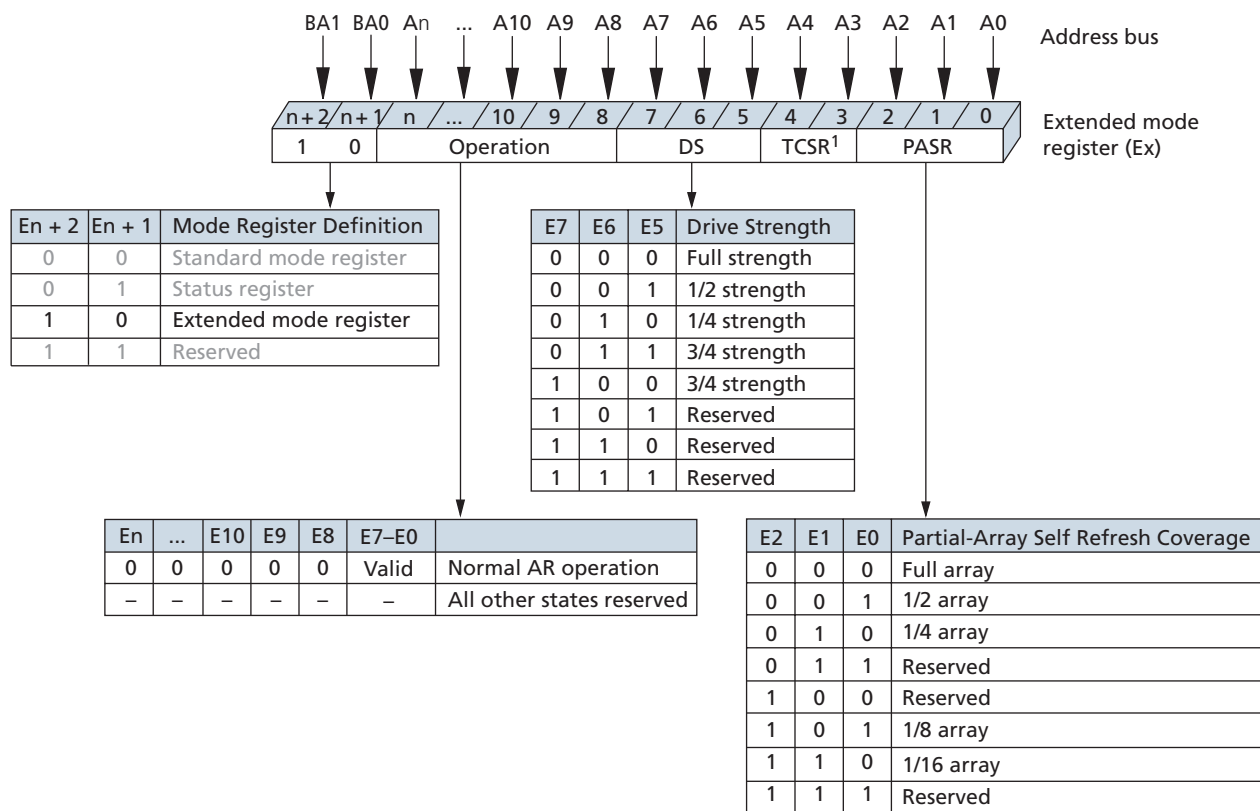 BA1 BA0 An ... A10 A9 A8 A7 A6 A5 A4 A3 A2 A1 A0
Address bus
n + 2 n + 1 n ... 10 9 8 7 6 5 4 3 2 1 0
Extended mode
register (Ex)
1 0 Operation DS TCSR1 PASR
En + 2 En + 1 Mode Register Definition
0 0 Standard mode register
0 1 Status register
1 0 Extended mode register
1 1 Reserved
E7 E6 E5 Drive Strength
0 0 0 Full strength
0 0 1 1/2 strength
0 1 0 1/4 strength
0 1 1 3/4 strength
1 0 0 3/4 strength
1 0 1 Reserved
1 1 0 Reserved
1 1 1 Reserved
En ... E10 E9 E8 E7–E0
0 0 0 0 0 Valid Normal AR operation
– – – – – – All other states reserved
E2 E1 E0 Partial-Array Self Refresh Coverage
0 0 0 Full array
0 0 1 1/2 array
0 1 0 1/4 array
0 1 1 Reserved
1 0 0 Reserved
1 0 1 1/8 array
1 1 0 1/16 array
1 1 1 Reserved